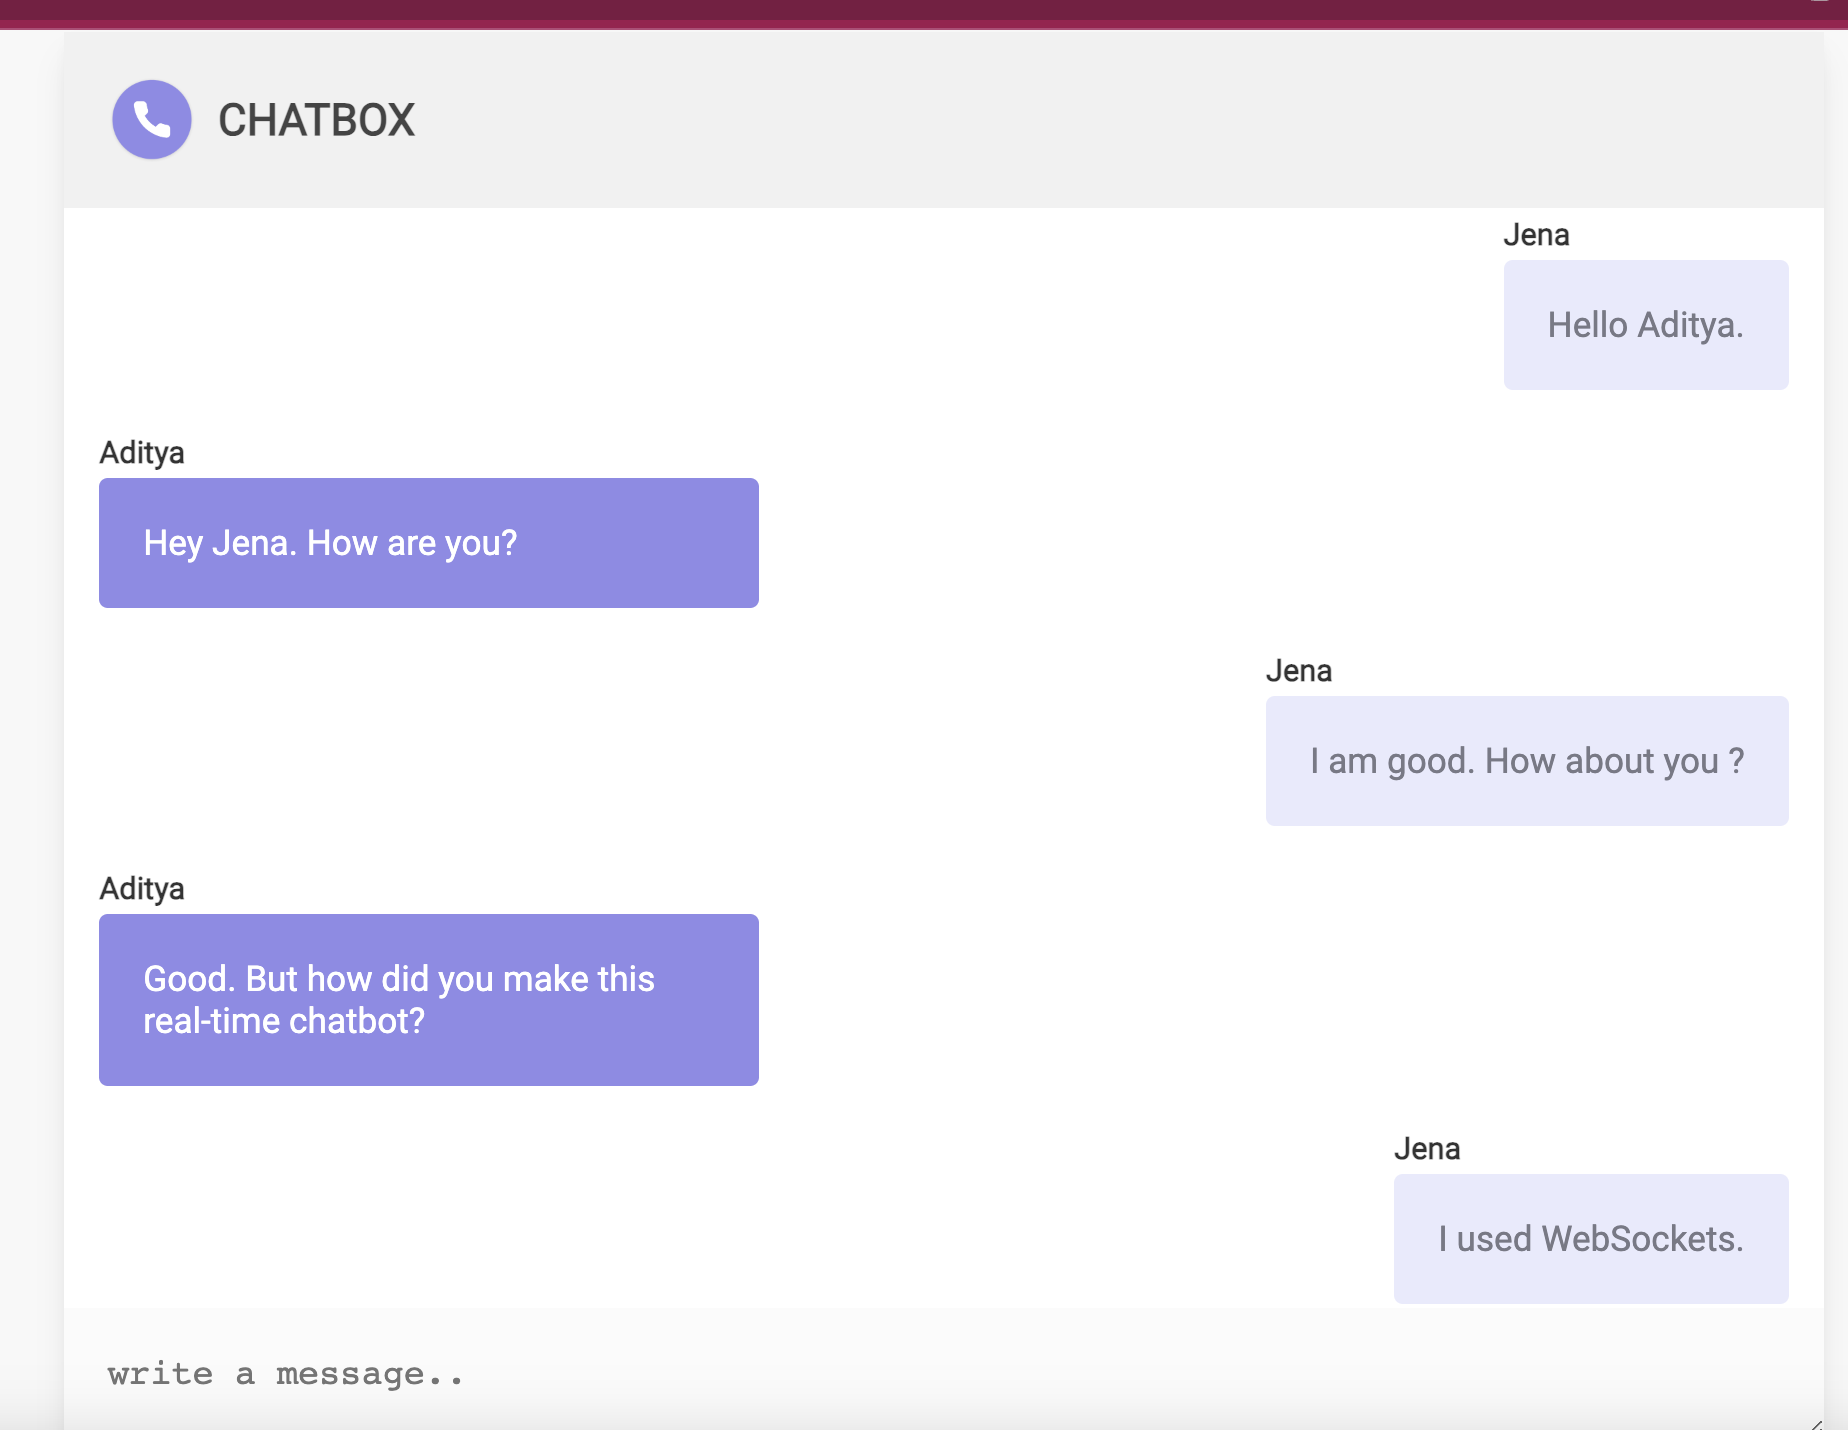 CHATBOX
Jena
Hello Aditya.
Aditya
Hey Jena. How are you?
Jena
I am good. How about you ?
Aditya
Good. But how did you make this
real-time chatbot?
Jena
I used WebSockets.
write a message..